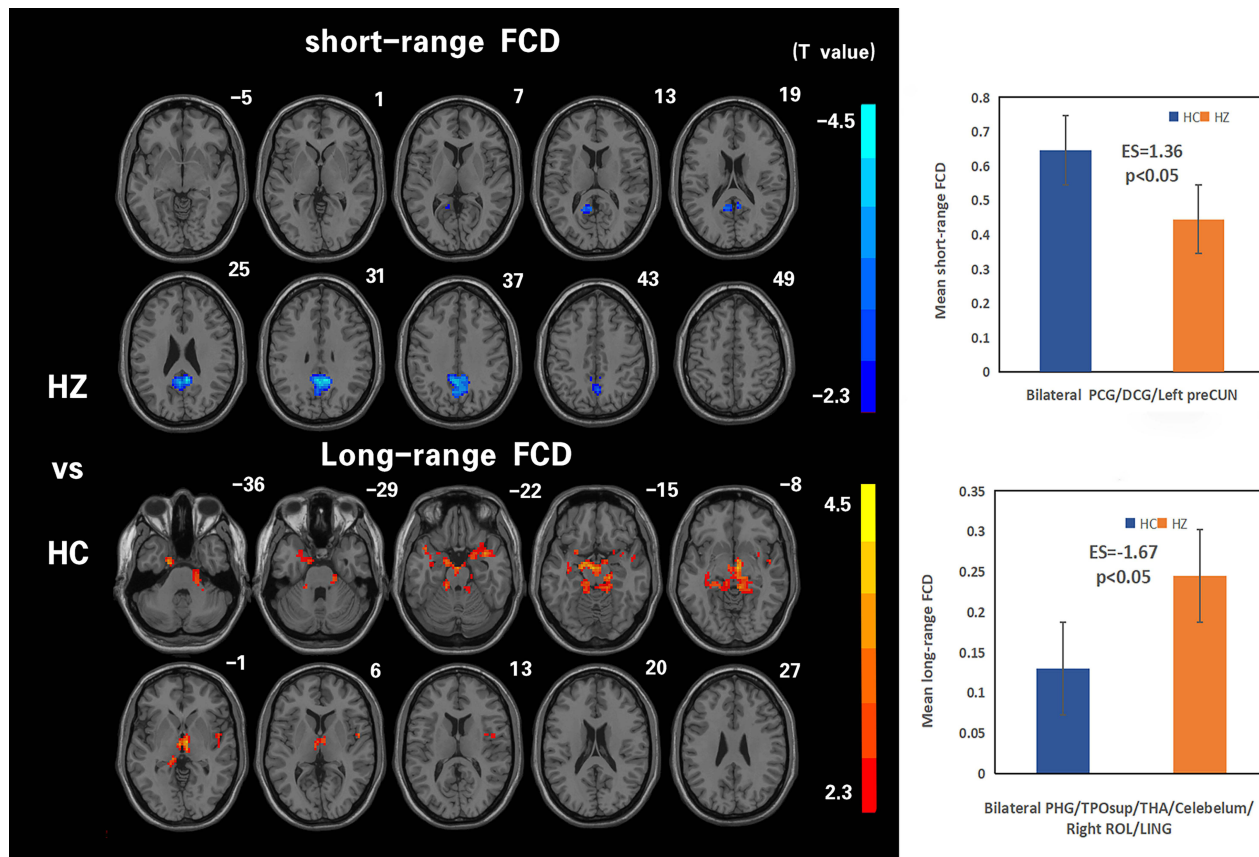 short-range FCD
(T value)
-5 1 7 13 19
-4.5
25 31 37 43 49
HZ
-2.3
vs
Long-range FCD
HC
-36 -29 -22 -15 -8
4.5
-1 6 13 20 27
2.3
0.8
0.7
0.6
0.5
0.4
0.3
0.2
0.1
0
Mean short-range FCD
HC HZ
ES=1.36
p<0.05
Bilateral PCG/DCG/Left preCUN
0.35
0.3
0.25
0.2
0.15
0.1
0.05
0
Mean long-range FCD
HC HZ
ES=-1.67
p<0.05
Bilateral PHG/TPOsup/THA/Celebelum/
Right ROL/LING